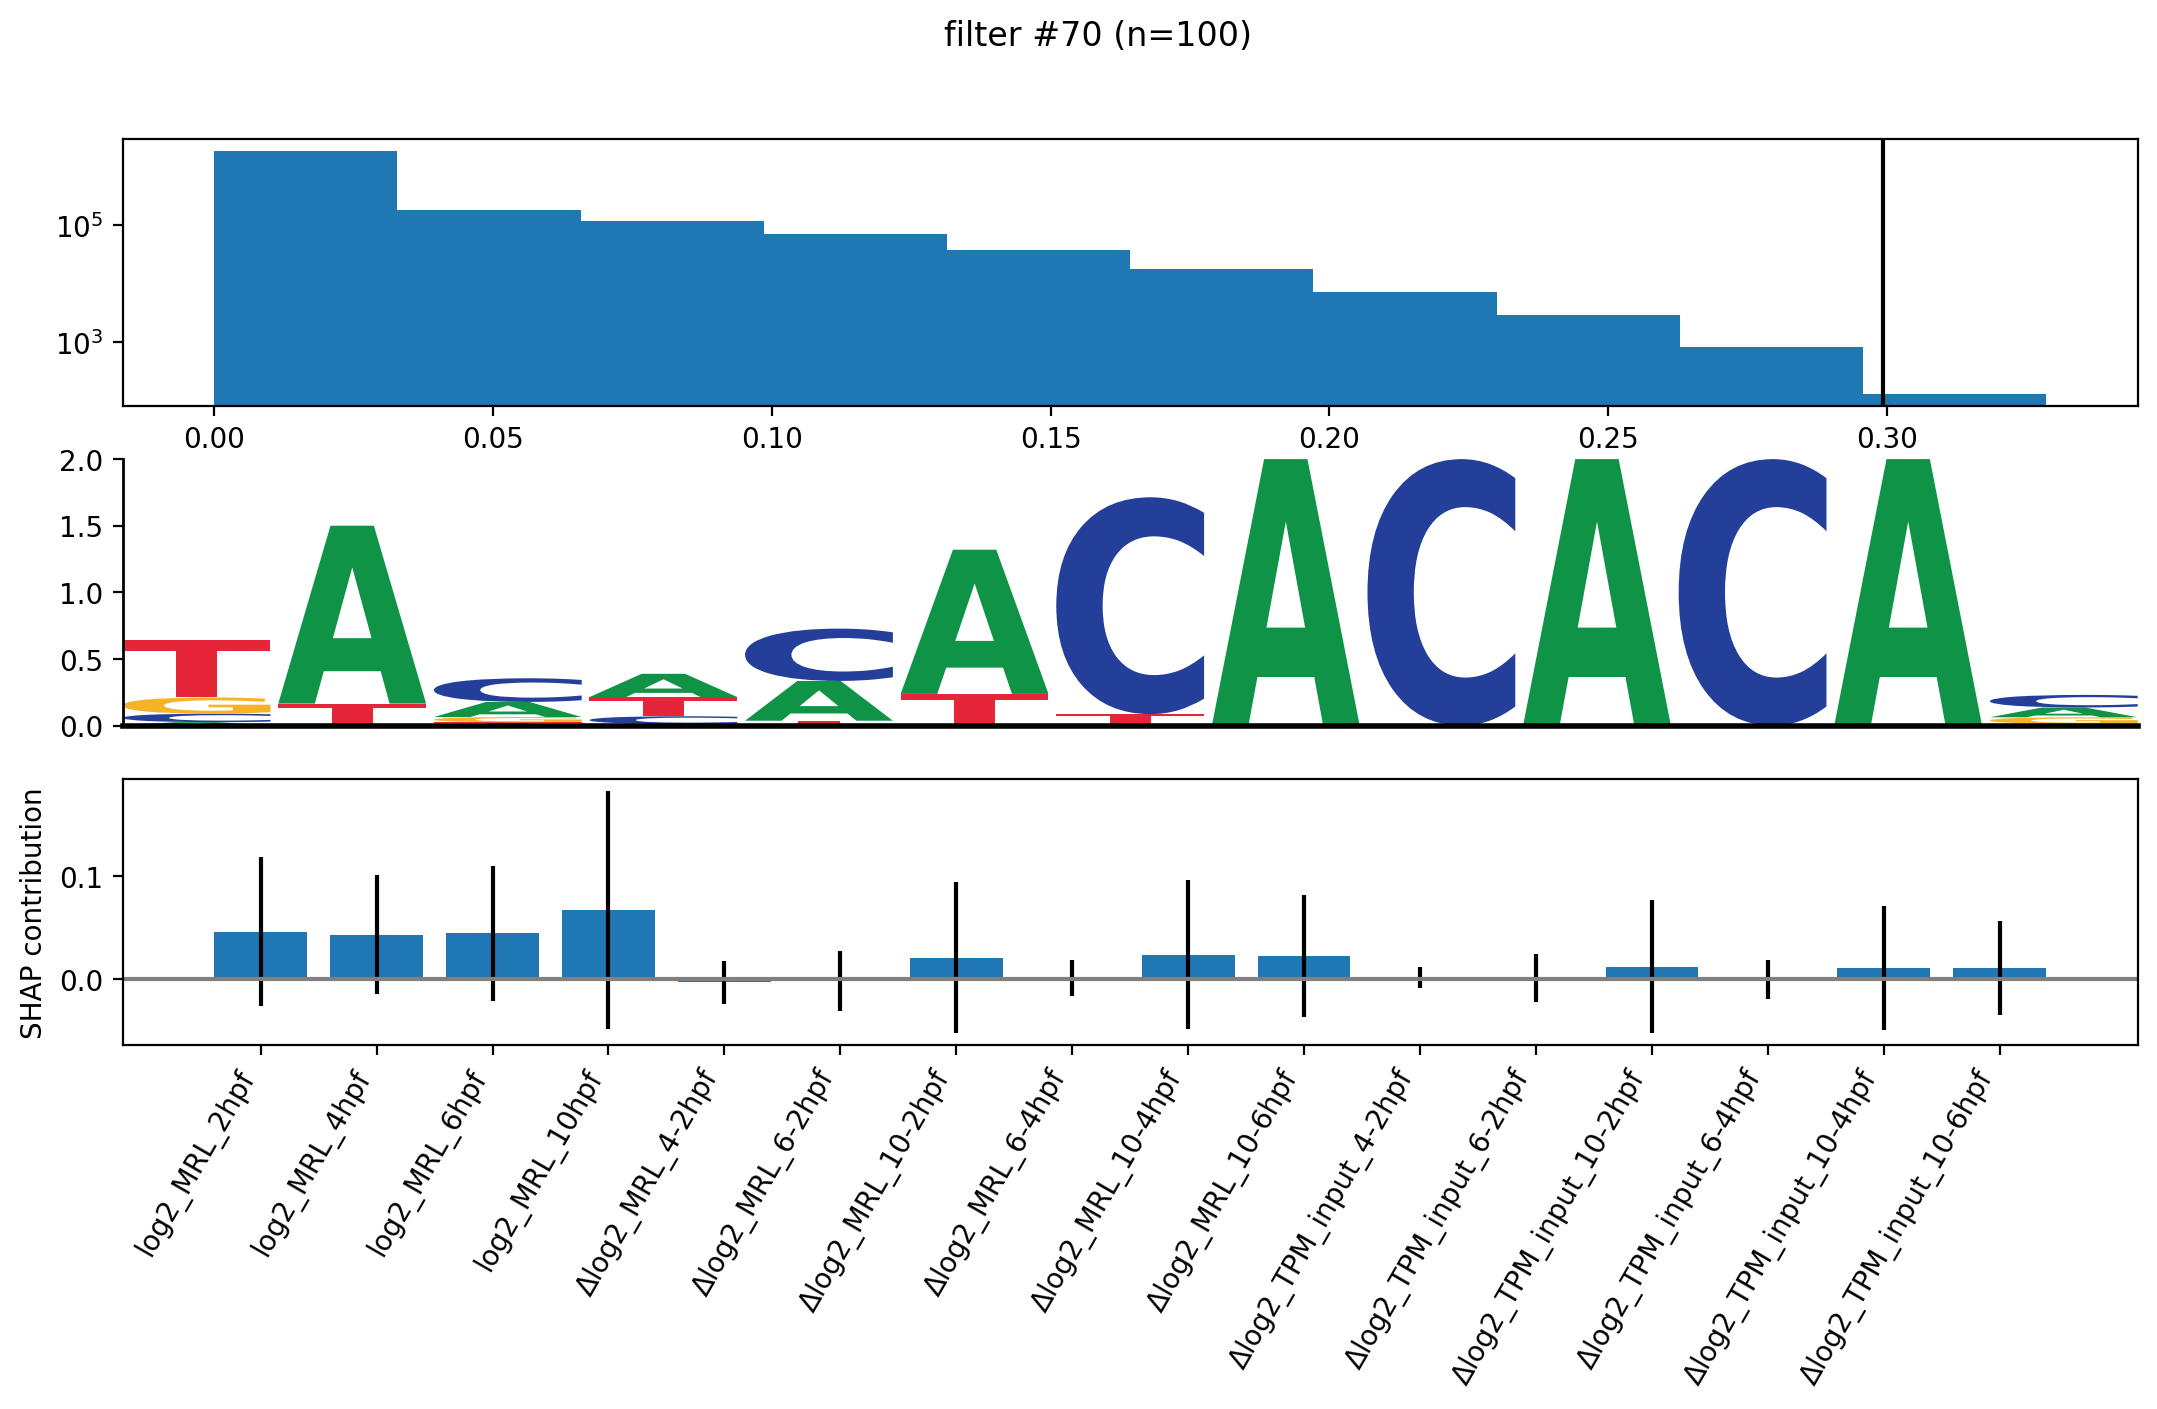 filter #70 (n=100)
10^5
10^3
0.00 0.05 0.10 0.15 0.20 0.25 0.30
2.0
1.5
1.0
0.5
0.0
T A C A C A C A C A C A C
G T A T A T T A
C G C T G
SHAP contribution
0.1
0.0
log2_MRL_2hpf
log2_MRL_4hpf
log2_MRL_6hpf
log2_MRL_10hpf
Δlog2_MRL_4-2hpf
Δlog2_MRL_6-2hpf
Δlog2_MRL_10-2hpf
Δlog2_MRL_6-4hpf
Δlog2_MRL_10-4hpf
Δlog2_MRL_10-6hpf
Δlog2_TPM_input_4-2hpf
Δlog2_TPM_input_6-2hpf
Δlog2_TPM_input_10-2hpf
Δlog2_TPM_input_6-4hpf
Δlog2_TPM_input_10-4hpf
Δlog2_TPM_input_10-6hpf